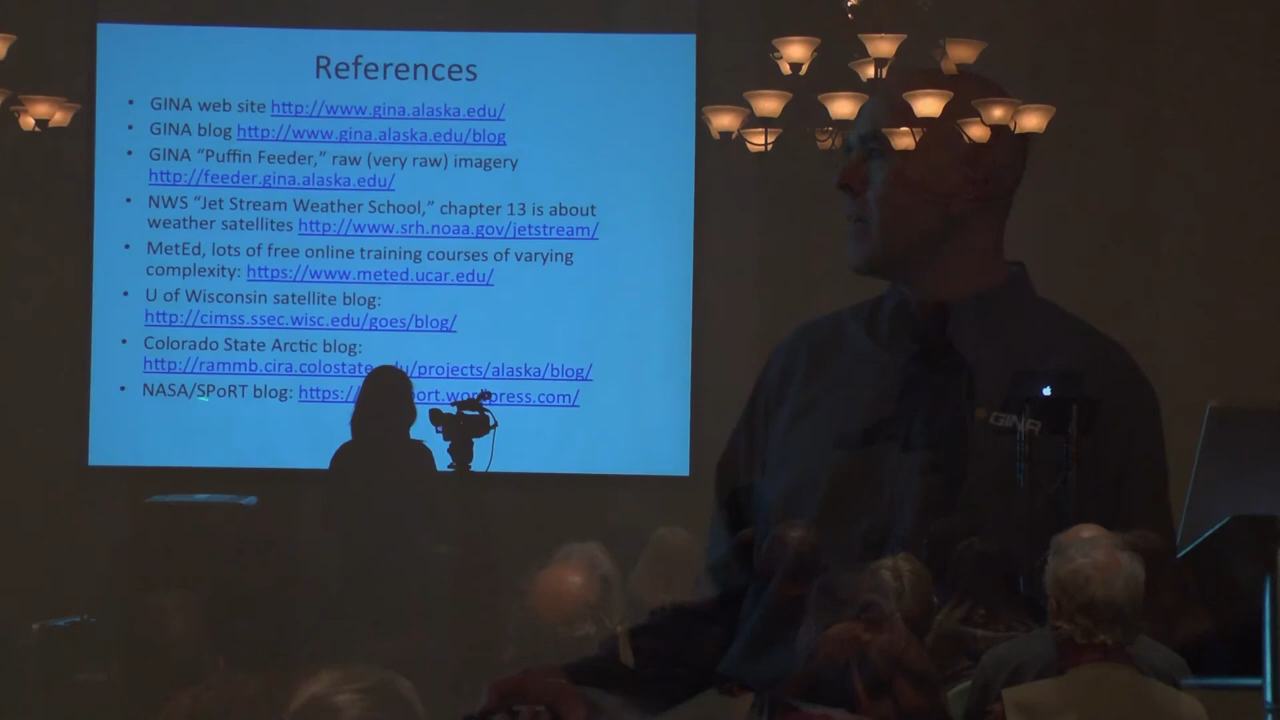 References
• GINA web site http://www.gina.alaska.edu/
• GINA blog http://www.gina.alaska.edu/blog
• GINA “Puffin Feeder,” raw (very raw) imagery
http://feeder.gina.alaska.edu/
• NWS “Jet Stream Weather School,” chapter 13 is about
weather satellites http://www.srh.noaa.gov/jetstream/
• MetEd, lots of free online training courses of varying
complexity: https://www.meted.ucar.edu/
• U of Wisconsin satellite blog:
http://cimss.ssec.wisc.edu/goes/blog/
• Colorado State Arctic blog:
http://rammb.cira.colostate.edu/projects/alaska/blog/
• NASA/SPoRT blog: https://
GINA